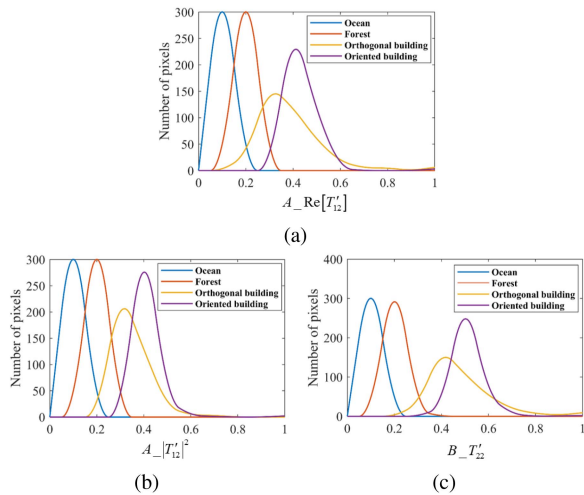 300
250
200
150
100
50
0
Number of pixels
Ocean
Forest
Orthogonal building
Oriented building
0 0.2 0.4 0.6 0.8 1
A_Re[T′12]
(a)
300
250
200
150
100
50
0
Number of pixels
Ocean
Forest
Orthogonal building
Oriented building
0 0.2 0.4 0.6 0.8 1
A_|T′12|²
(b)
400
300
200
100
0
Number of pixels
Ocean
Forest
Orthogonal building
Oriented building
0 0.2 0.4 0.6 0.8 1
B_T′22
(c)